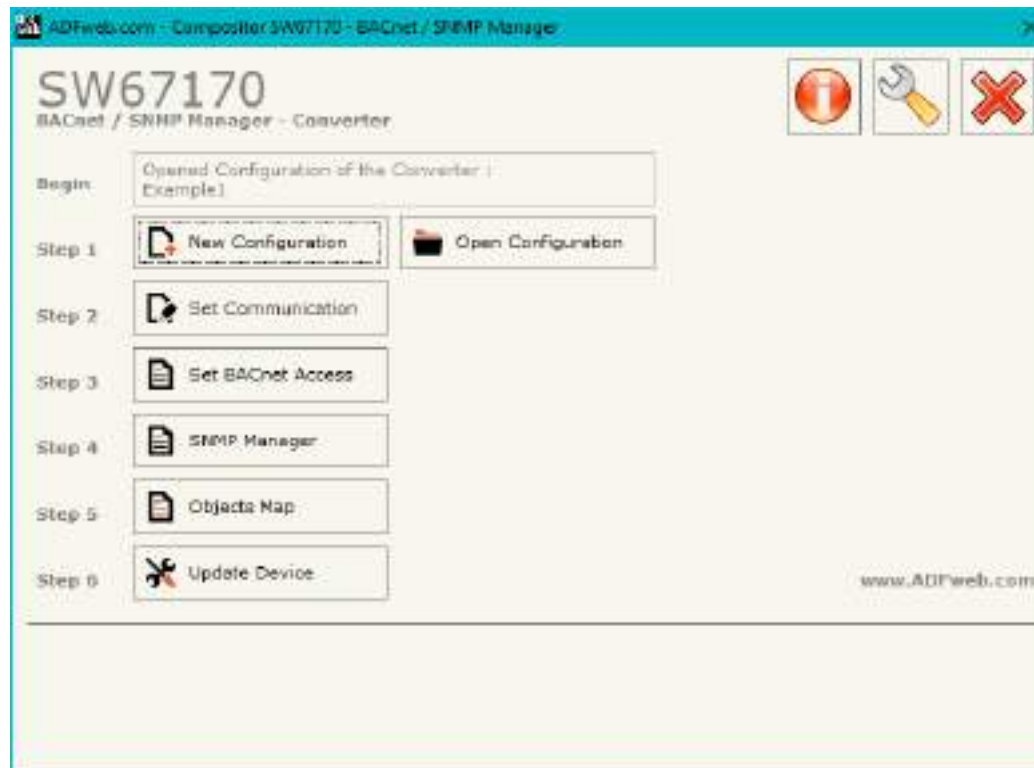 ADFweb.com - Compositor SW67170 - BACnet / SNMP Manager
SW67170
BACnet / SNMP Manager - Converter
Begin
Opened Configuration of the Converter :
Example1
Step 1
New Configuration
Open Configuration
Step 2
Set Communication
Step 3
Set BACnet Access
Step 4
SNMP Manager
Step 5
Objects Map
Step 6
Update Device
www.ADFweb.com